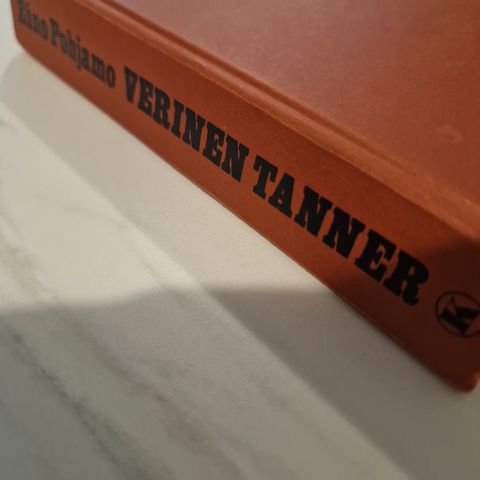 Eino Pohjamo VERINEN TANNER K